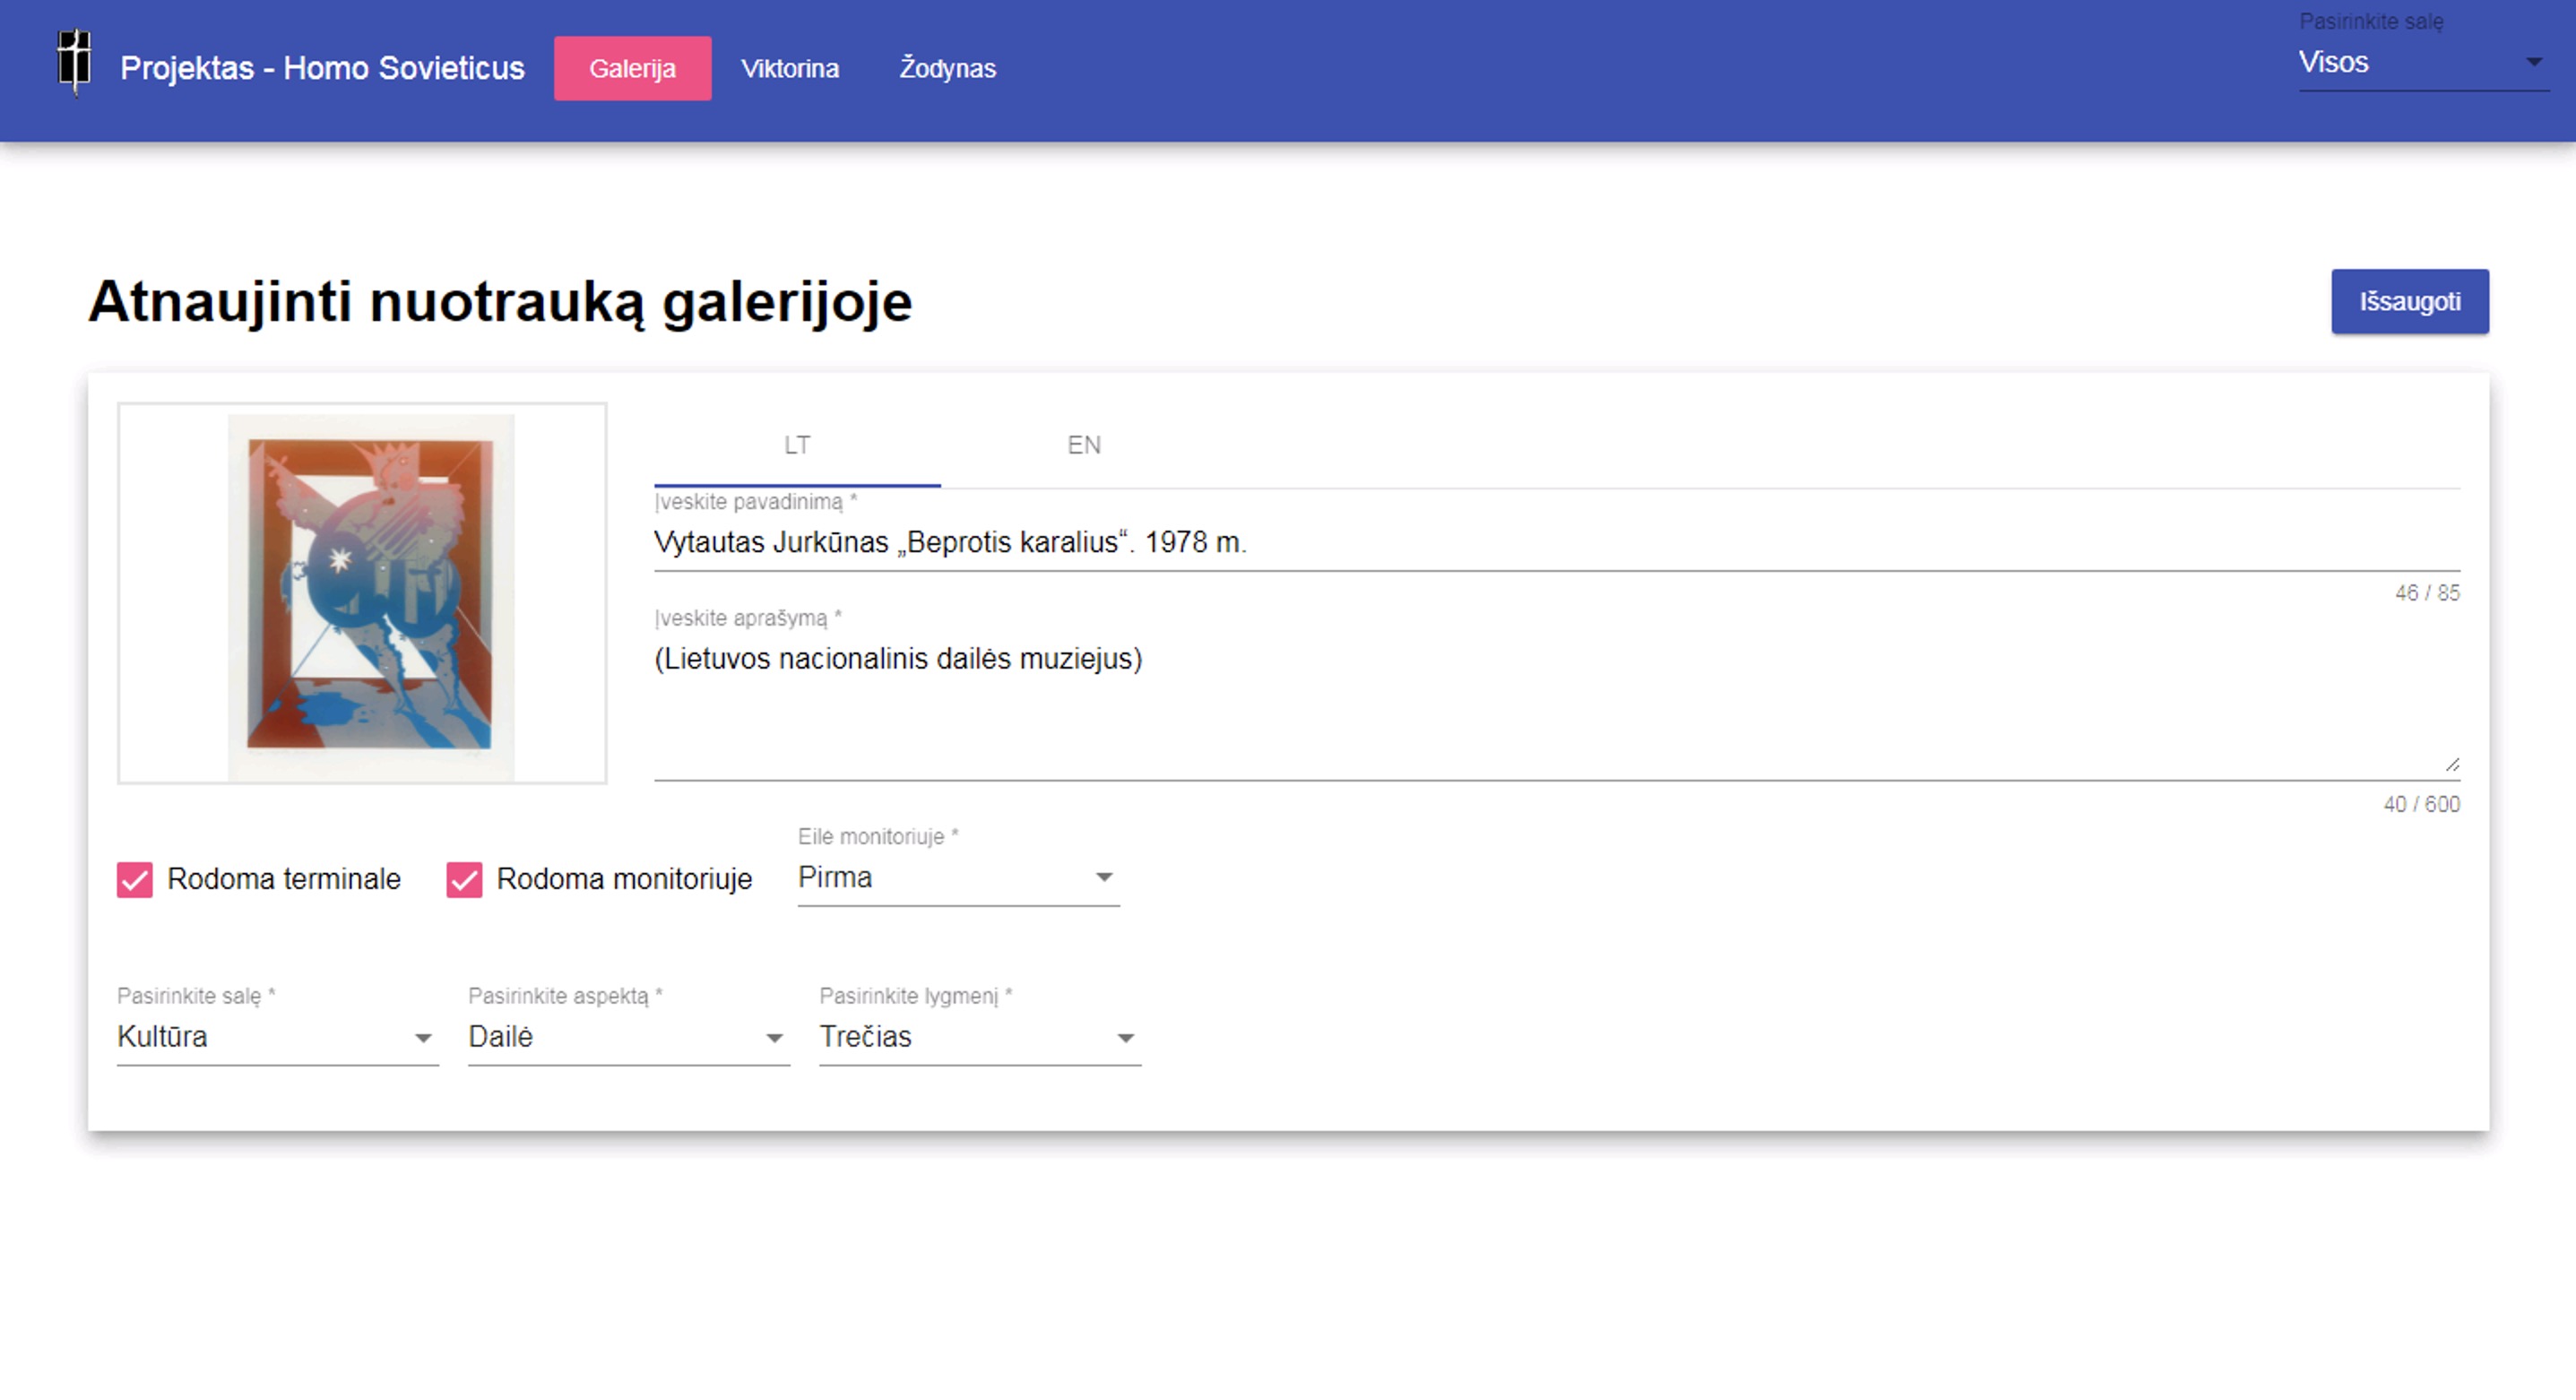 Projektas - Homo Sovieticus
Galerija
Viktorina
Žodynas
Pasirinkite salę
Visos
Atnaujinti nuotrauką galerijoje
Išsaugoti
LT
EN
Įveskite pavadinimą *
Vytautas Jurkūnas „Beprotis karalius“. 1978 m.
46 / 85
Įveskite aprašymą *
(Lietuvos nacionalinis dailės muziejus)
40 / 600
Rodoma terminale
Rodoma monitoriuje
Eilė monitoriuje *
Pirma
Pasirinkite salę *
Kultūra
Pasirinkite aspektą *
Dailė
Pasirinkite lygmenį *
Trečias